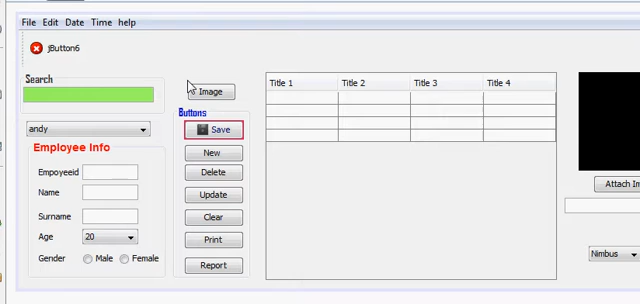 File Edit Date Time help
jButton6
Search
Image
Title 1 Title 2 Title 3 Title 4
Buttons
Save
andy
Employee Info
New
Empoyeeid
Delete
Attach Im
Name
Update
Surname
Clear
Age 20
Print
Nimbus
Gender Male Female
Report